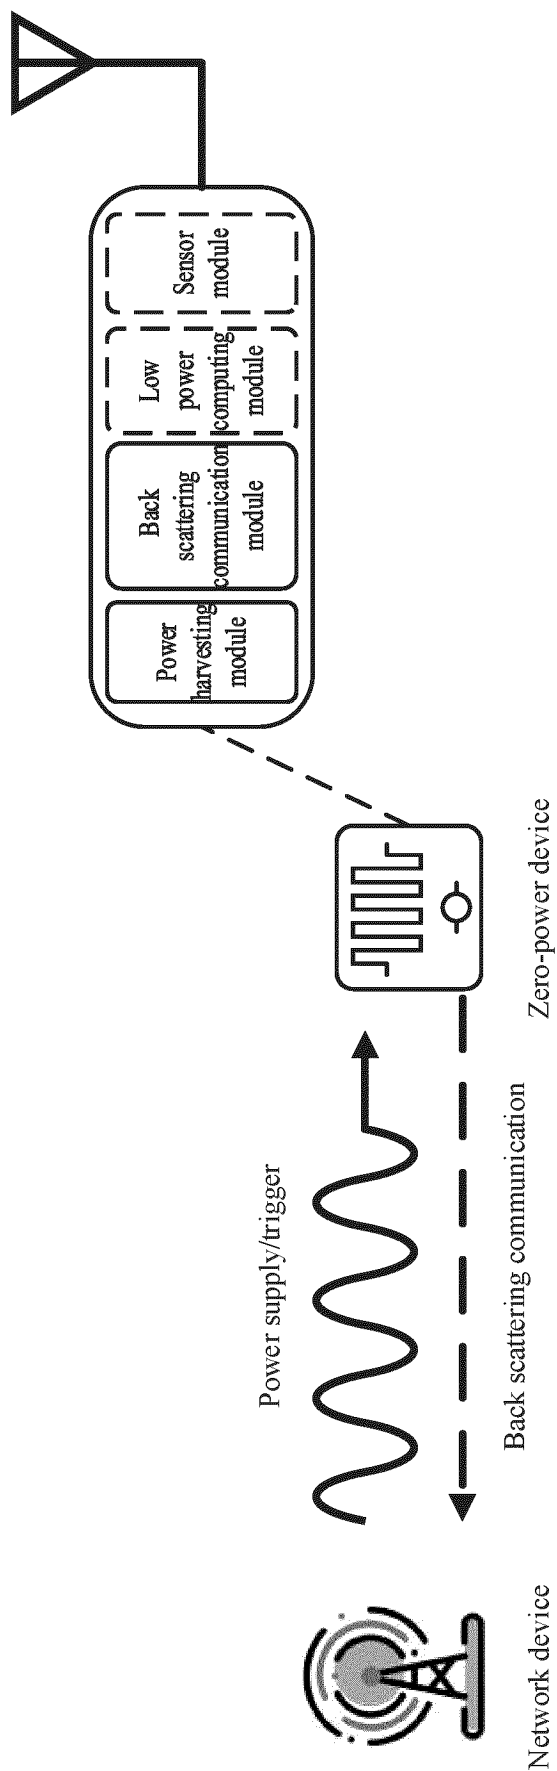 Power
harvesting
module
Back
scattering
communication
module
Low
power
computing
module
Sensor
module
Power supply/trigger
Back scattering communication
Network device
Zero-power device